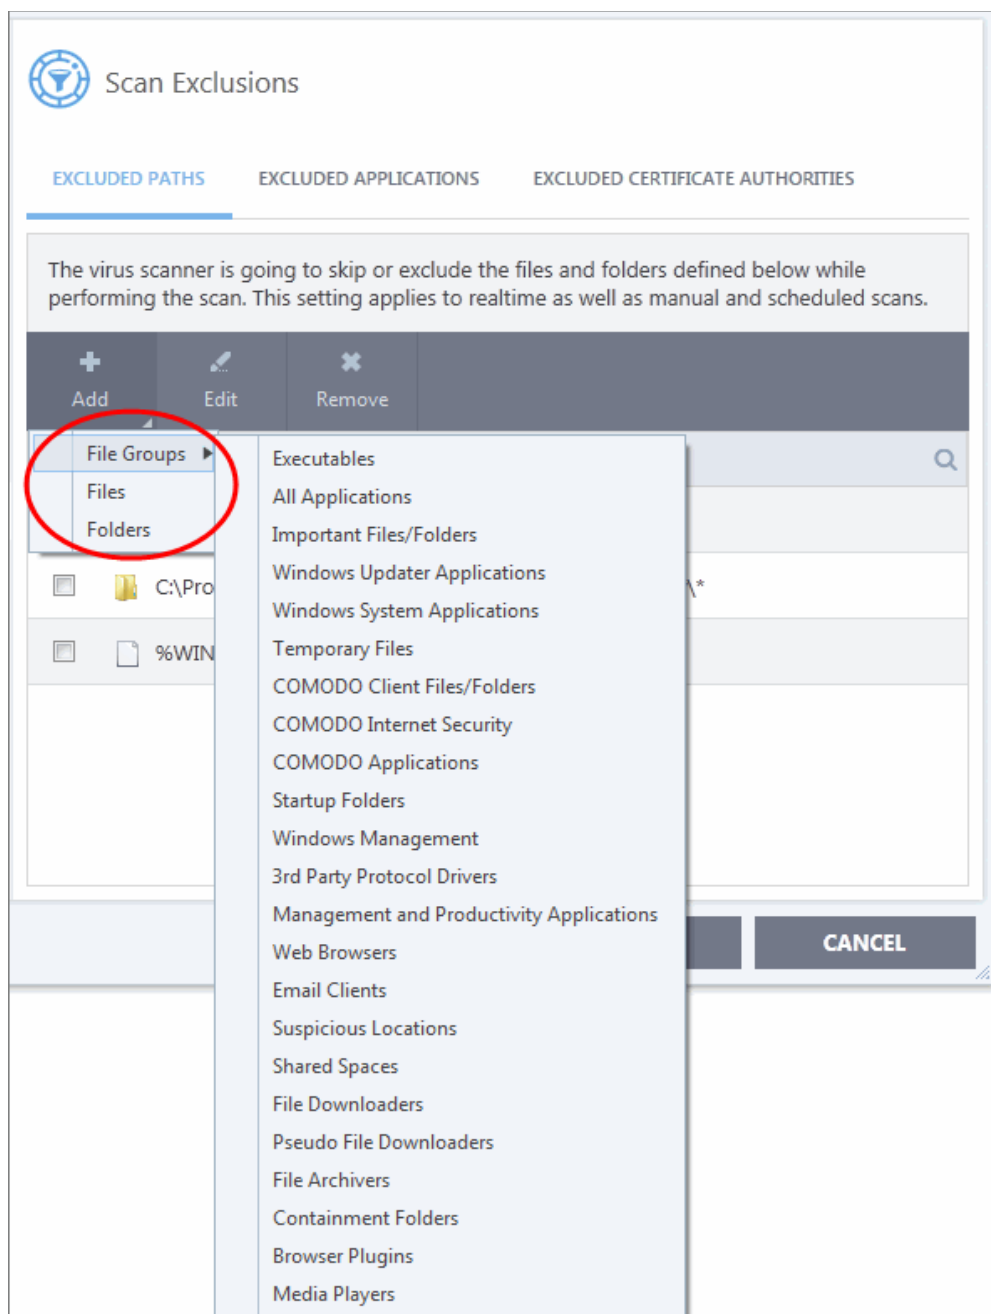 Scan Exclusions
EXCLUDED PATHS EXCLUDED APPLICATIONS EXCLUDED CERTIFICATE AUTHORITIES
The virus scanner is going to skip or exclude the files and folders defined below while
performing the scan. This setting applies to realtime as well as manual and scheduled scans.
Add Edit Remove
File Groups
Files
Folders
Executables
All Applications
Important Files/Folders
Windows Updater Applications
Windows System Applications
Temporary Files
COMODO Client Files/Folders
COMODO Internet Security
COMODO Applications
Startup Folders
Windows Management
3rd Party Protocol Drivers
Management and Productivity Applications
Web Browsers
Email Clients
Suspicious Locations
Shared Spaces
File Downloaders
Pseudo File Downloaders
File Archivers
Containment Folders
Browser Plugins
Media Players
C:\Pro \*
%WIN
CANCEL